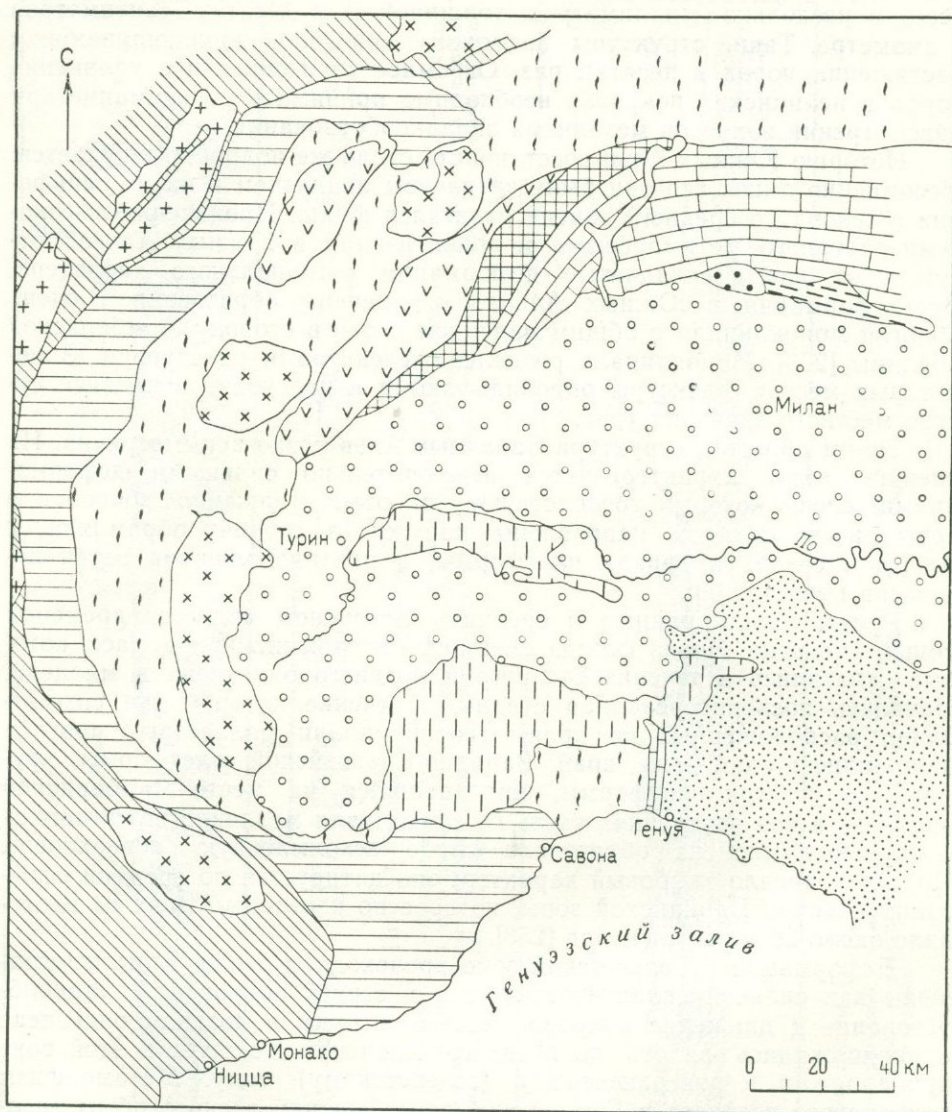 С
Милан
Турин
По
Генуя
Савона
Генуэзский залив
Монако
Ницца
0 20 40 км